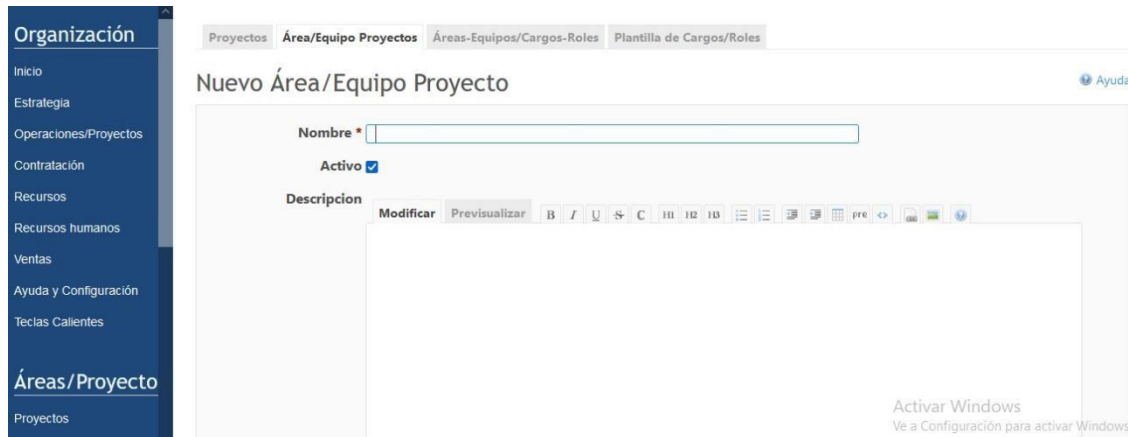 Organización
Inicio
Estrategia
Operaciones/Proyectos
Contratación
Recursos
Recursos humanos
Ventas
Ayuda y Configuración
Teclas Calientes
Áreas/Proyecto
Proyectos
Proyectos Área/Equipo Proyectos Áreas-Equipos/Cargos-Roles Plantilla de Cargos/Roles
Nuevo Área/Equipo Proyecto
Ayuda
Nombre *
Activo
Descripcion
Modificar Previsualizar B I U S C H1 H2 H3 pre <>
Activar Windows
Ve a Configuración para activar Windows